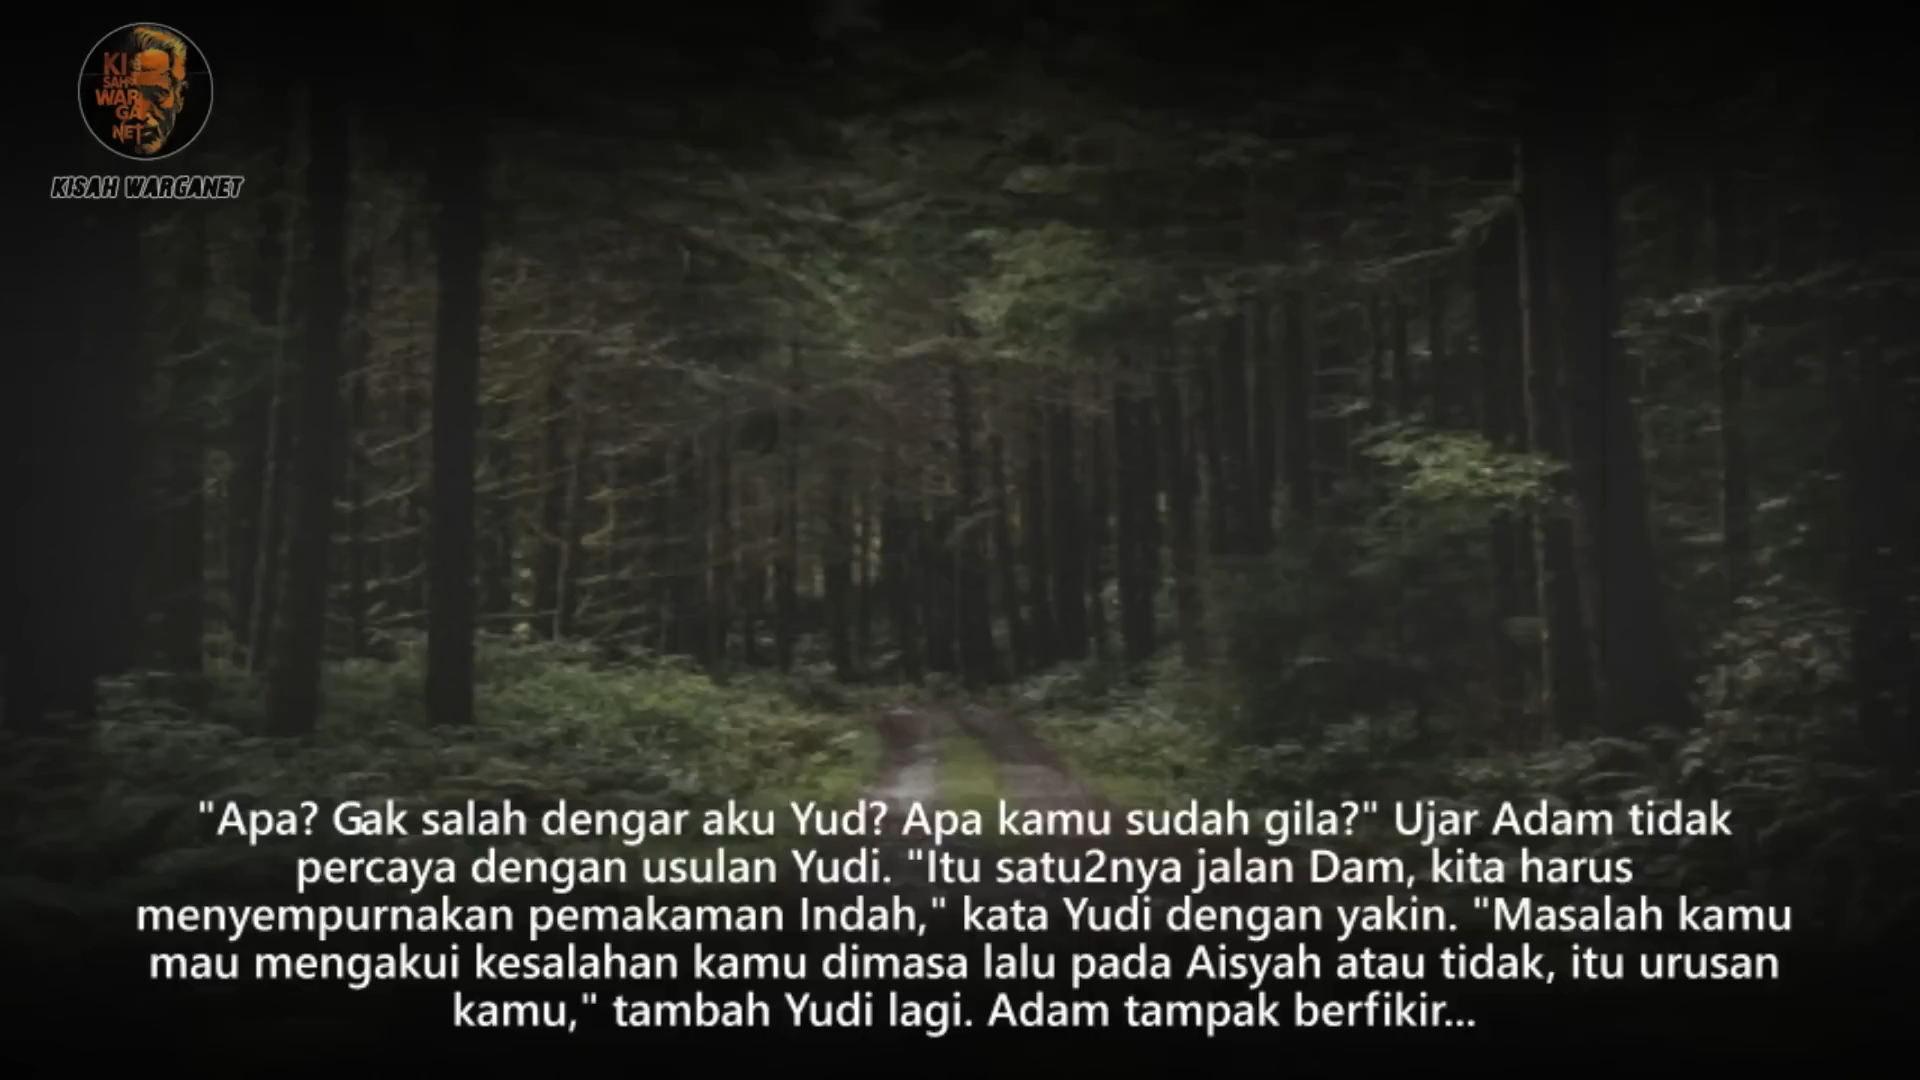 KI
SAH
WAR
GA
NET
KISAH WARGANET
"Apa? Gak salah dengar aku Yud? Apa kamu sudah gila?" Ujar Adam tidak
percaya dengan usulan Yudi. "Itu satu2nya jalan Dam, kita harus
menyempurnakan pemakaman Indah," kata Yudi dengan yakin. "Masalah kamu
mau mengakui kesalahan kamu dimasa lalu pada Aisyah atau tidak, itu urusan
kamu," tambah Yudi lagi. Adam tampak berfikir...